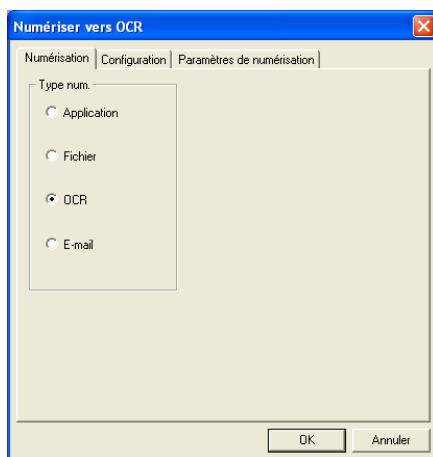 Numériser vers OCR
Numérisation Configuration Paramètres de numérisation
Type num.
Application
Fichier
OCR
E-mail
OK Annuler